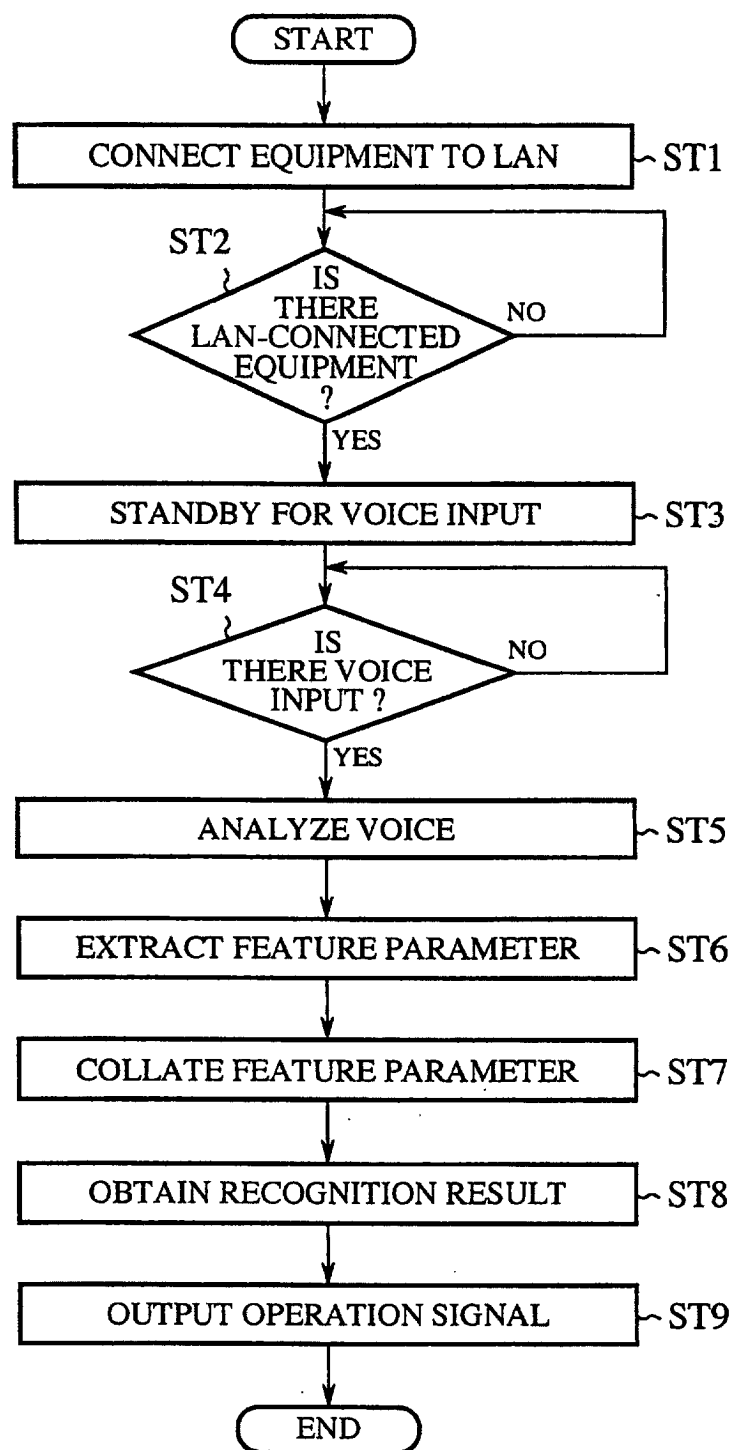 START
CONNECT EQUIPMENT TO LAN
ST1
ST2
IS
THERE
LAN-CONNECTED
EQUIPMENT
?
NO
YES
STANDBY FOR VOICE INPUT
ST3
ST4
IS
THERE VOICE
INPUT ?
NO
YES
ANALYZE VOICE
ST5
EXTRACT FEATURE PARAMETER
ST6
COLLATE FEATURE PARAMETER
ST7
OBTAIN RECOGNITION RESULT
ST8
OUTPUT OPERATION SIGNAL
ST9
END